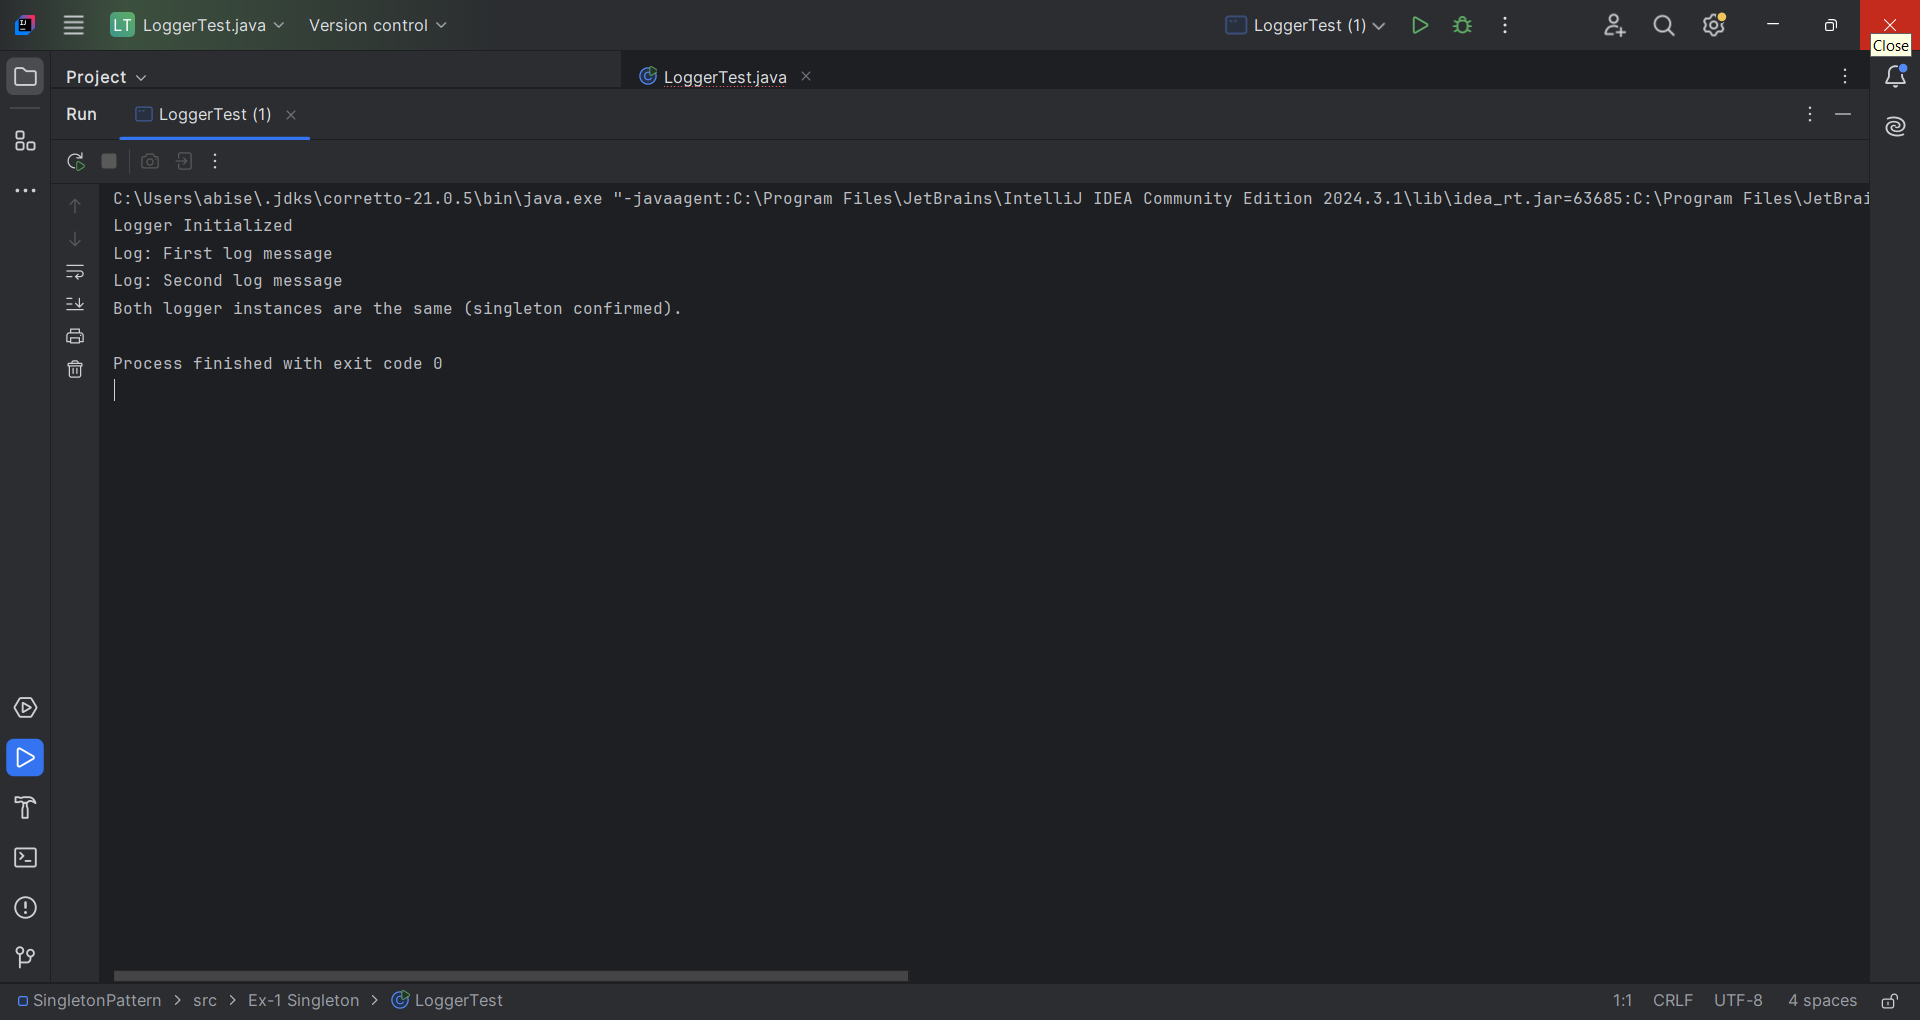 LT LoggerTest.java Version control LoggerTest (1)
Close
Project LoggerTest.java
Run LoggerTest (1)
C:\Users\abise\.jdks\corretto-21.0.5\bin\java.exe "-javaagent:C:\Program Files\JetBrains\IntelliJ IDEA Community Edition 2024.3.1\lib\idea_rt.jar=63685:C:\Program Files\JetBrai
Logger Initialized
Log: First log message
Log: Second log message
Both logger instances are the same (singleton confirmed).
Process finished with exit code 0
SingletonPattern > src > Ex-1 Singleton > LoggerTest 1:1 CRLF UTF-8 4 spaces